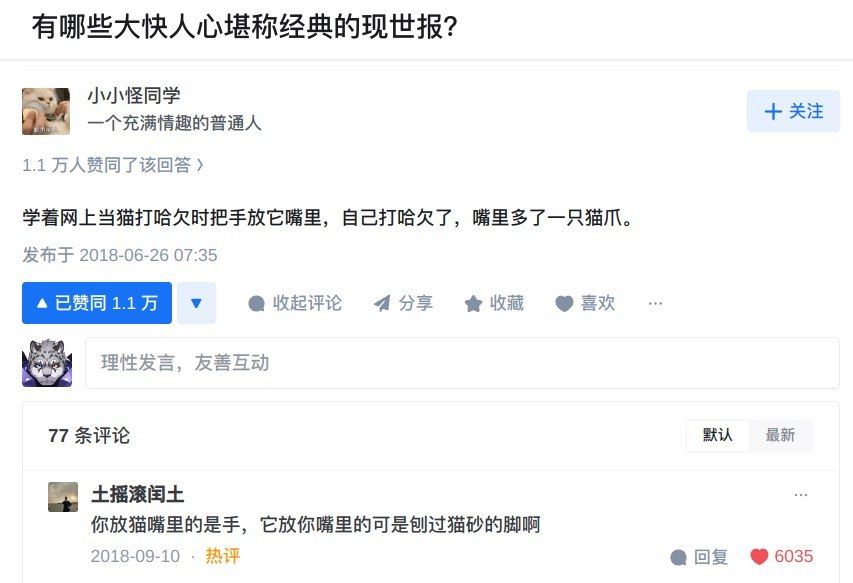 有哪些大快人心堪称经典的现世报?
小小怪同学
一个充满情趣的普通人
关注
1.1 万人赞同了该回答
学着网上当猫打哈欠时把手放它嘴里，自己打哈欠了，嘴里多了一只猫爪。
发布于 2018-06-26 07:35
已赞同 1.1 万
收起评论
分享
收藏
喜欢
理性发言，友善互动
77 条评论
默认
最新
土摇滚闰土
你放猫嘴里的是手，它放你嘴里的可是刨过猫砂的脚啊
2018-09-10 · 热评
回复
6035